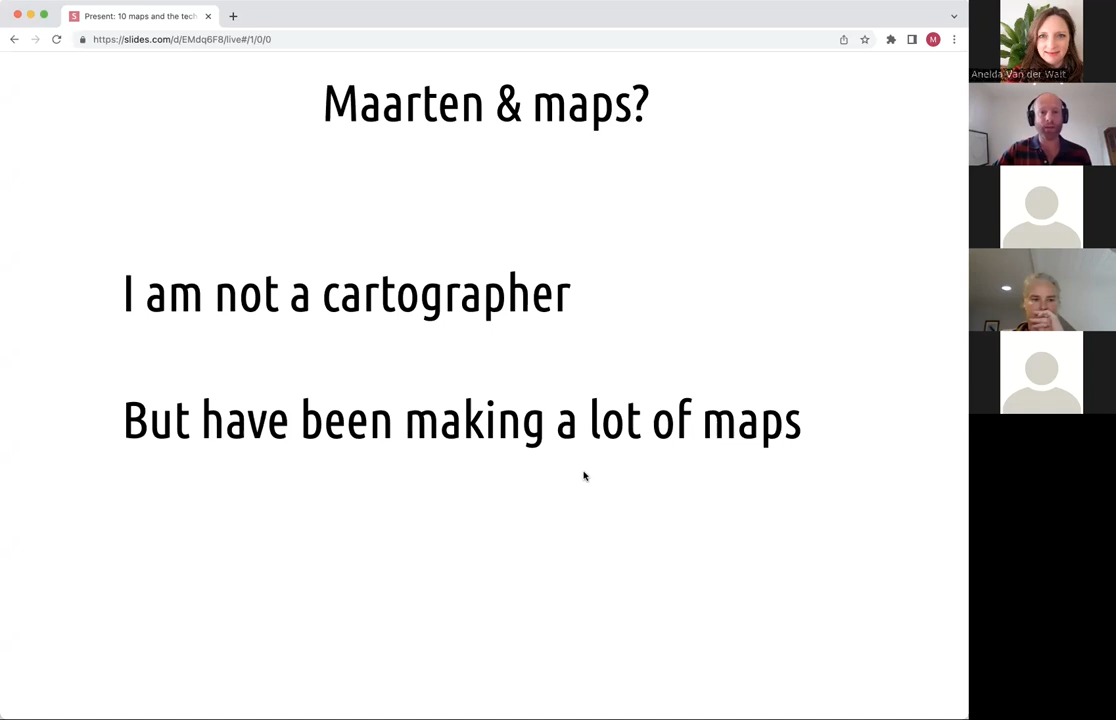 Present: 10 maps and the tech
https://slides.com/d/EMdq6F8/live#/1/0/0
M
Maarten & maps?
I am not a cartographer
But have been making a lot of maps
Anelda Van der Walt